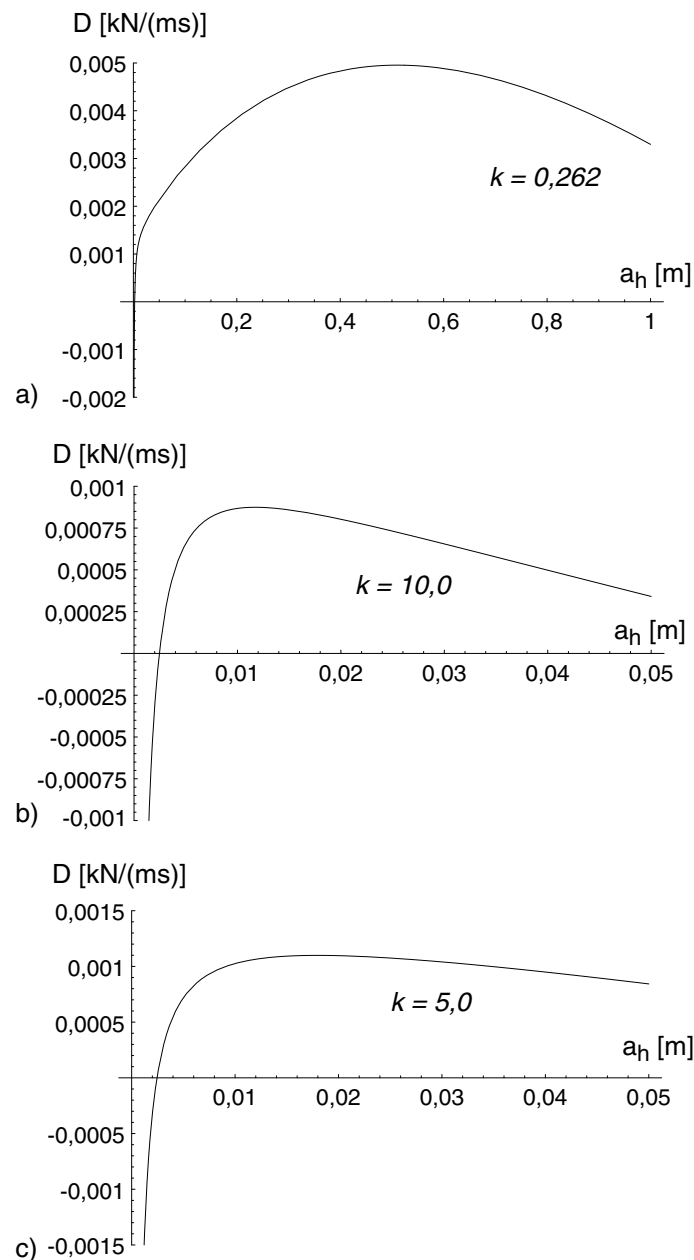 D [kN/(ms)]
0,005
0,004
0,003
k = 0,262
0,002
0,001
a_h [m]
0,2 0,4 0,6 0,8 1
-0,001
a) -0,002
D [kN/(ms)]
0,001
0,00075
0,0005
k = 10,0
0,00025
a_h [m]
0,01 0,02 0,03 0,04 0,05
-0,00025
-0,0005
-0,00075
b) -0,001
D [kN/(ms)]
0,0015
0,001
k = 5,0
0,0005
a_h [m]
0,01 0,02 0,03 0,04 0,05
-0,0005
-0,001
c) -0,0015